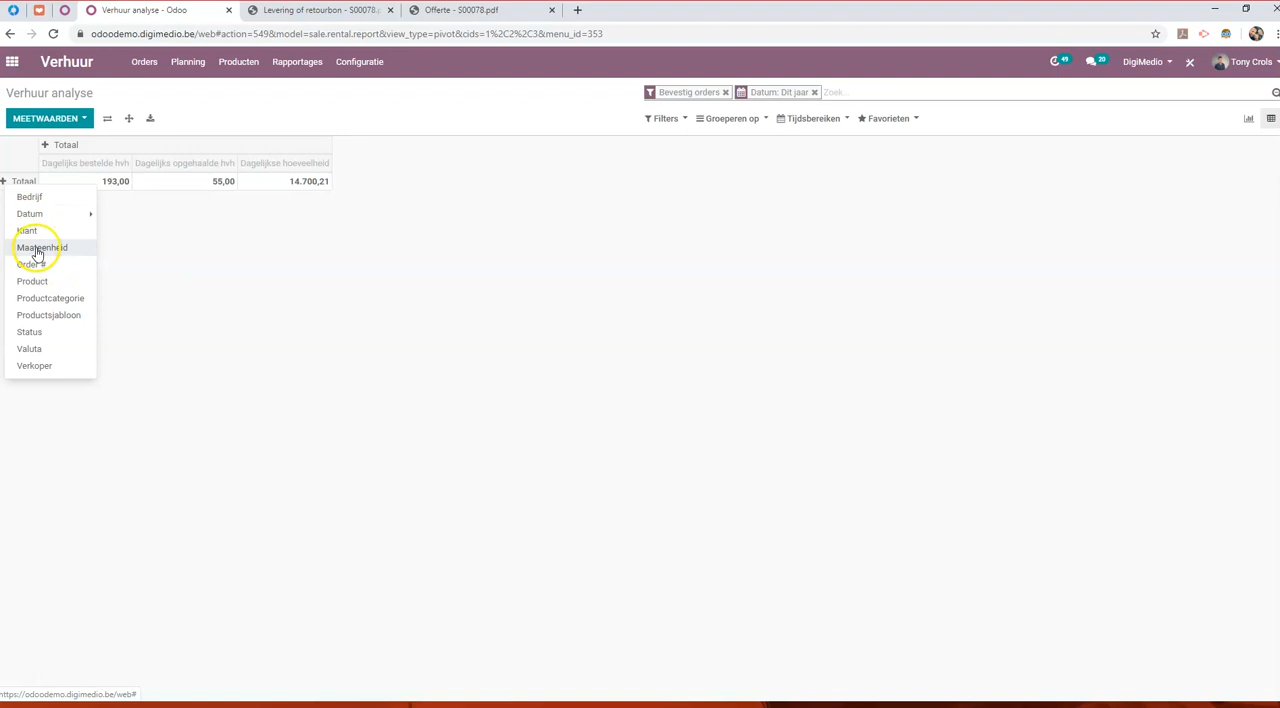 Verhuur analyse - Odoo
Levering of retourbon - S00078.
Offerte - S00078.pdf
odoodemo.digimedio.be/web#action=549&model=sale.rental.report&view_type=pivot&cids=1%2C2%2C3&menu_id=353
Verhuur Orders Planning Producten Rapportages Configuratie 49 20 DigiMedio Tony Crols
Verhuur analyse Bevestig orders Datum: Dit jaar Zoek...
MEETWAARDEN Filters Groeperen op Tijdsbereiken Favorieten
Totaal
Dagelijks bestelde hvh Dagelijks opgehaalde hvh Dagelijkse hoeveelheid
Totaal 193,00 55,00 14.700,21
Bedrijf
Datum
Klant
Maateenheid
Order #
Product
Productcategorie
Productsjabloon
Status
Valuta
Verkoper
https://odoodemo.digimedio.be/web#